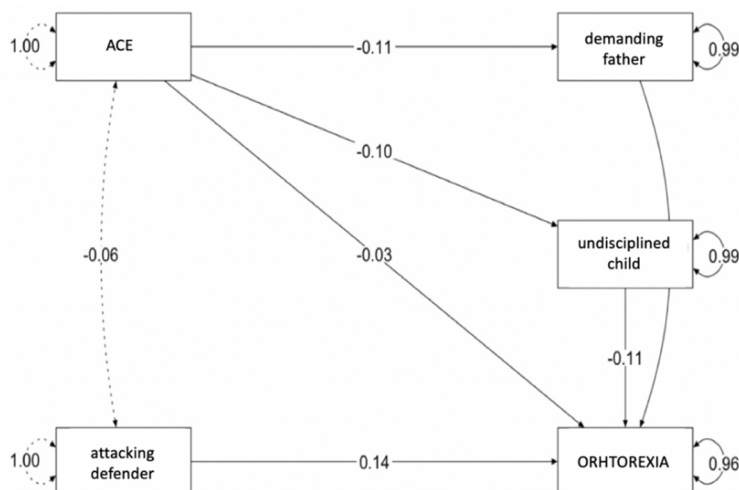 1.00
ACE
-0.11
demanding
father
0.99
-0.10
-0.06
-0.03
undisciplined
child
0.99
-0.11
1.00
attacking
defender
0.14
ORHTOREXIA
0.96